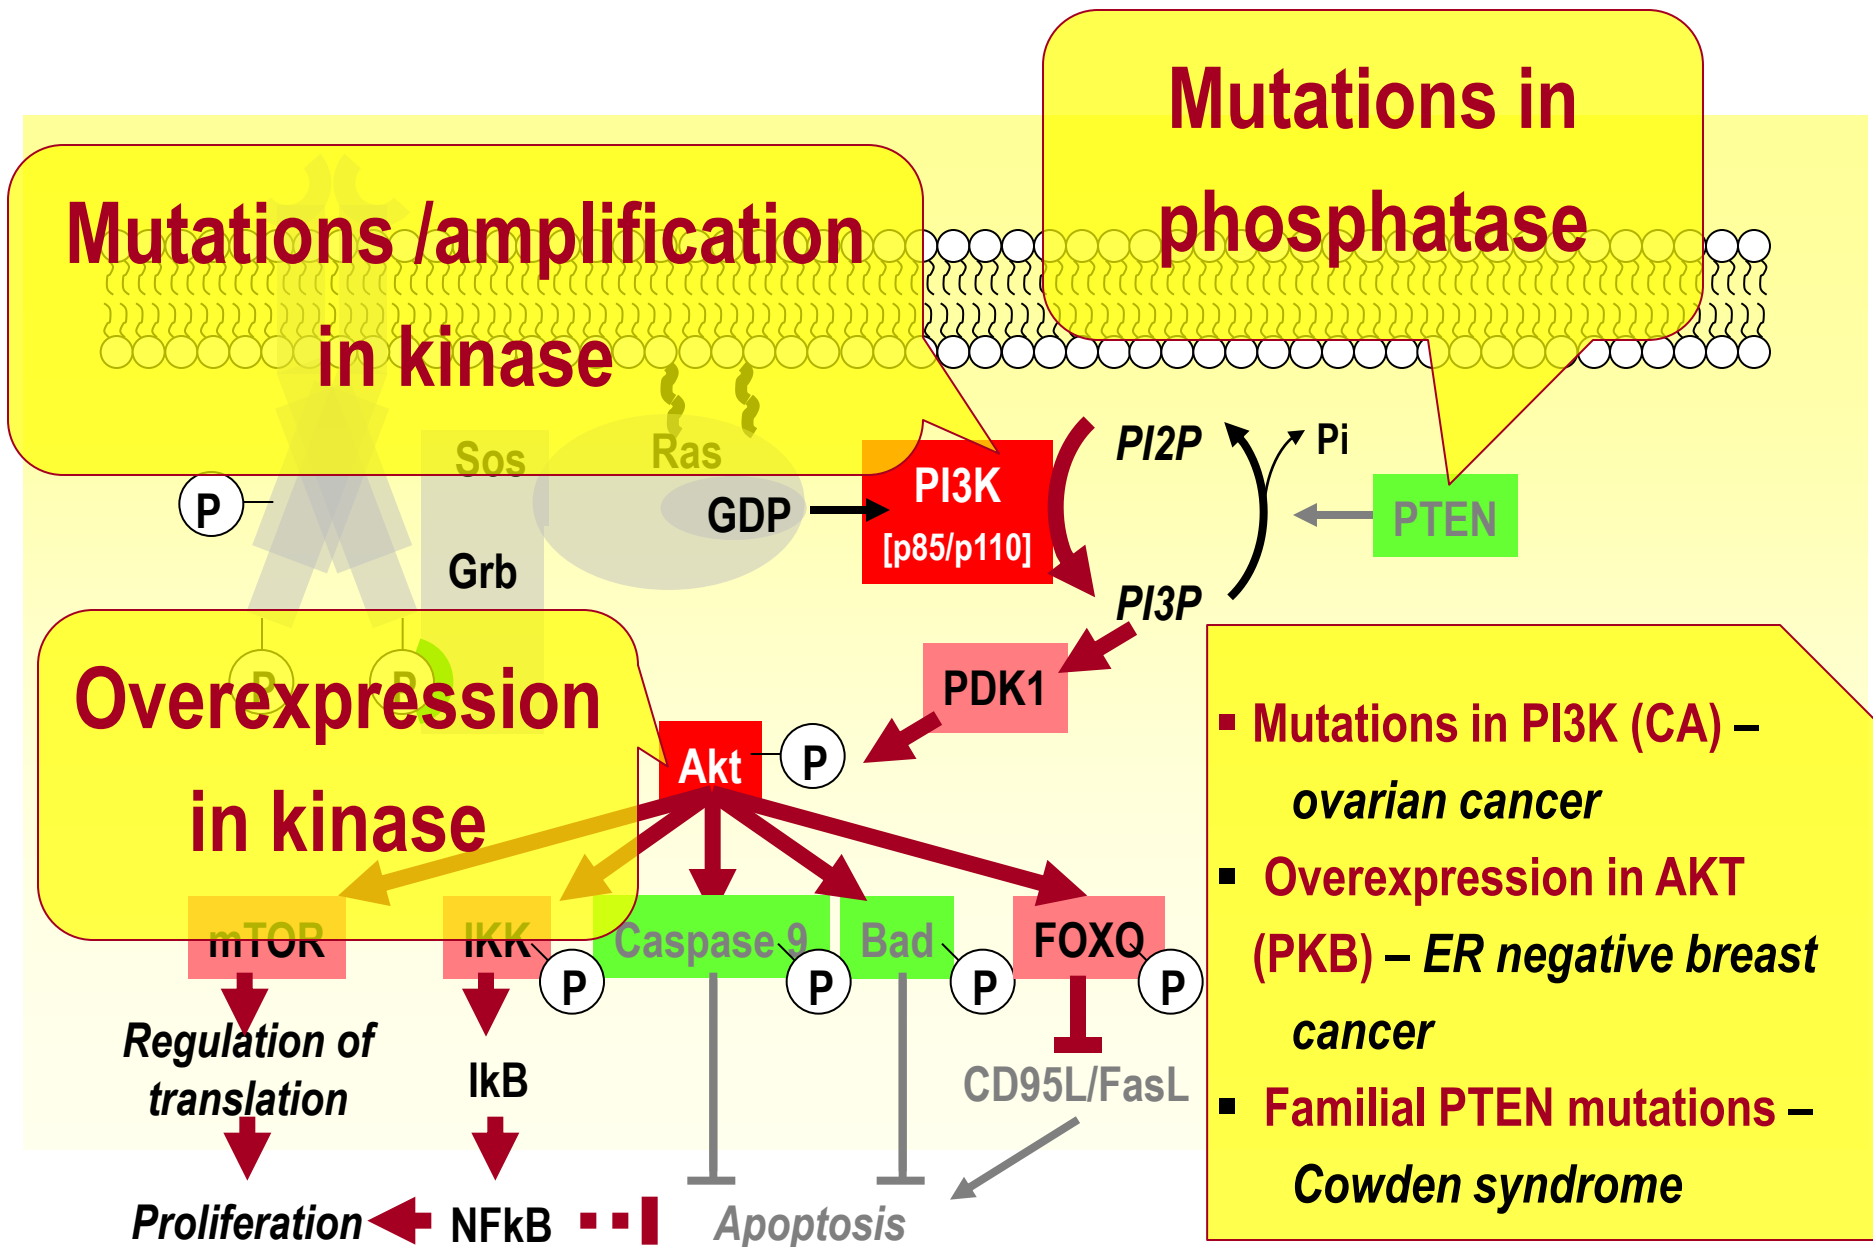 Mutations in
phosphatase
Mutations /amplification
in kinase
Sos
Ras
PI2P
Pi
PI3K
[p85/p110]
PTEN
P
GDP
Grb
PI3P
P
P
Overexpression
in kinase
PDK1
Akt
P
mTOR
IKK
Caspase 9
Bad
FOXO
P
P
P
P
Regulation of
translation
IkB
CD95L/FasL
Proliferation
NFkB
Apoptosis
▪ Mutations in PI3K (CA) –
ovarian cancer
▪ Overexpression in AKT
(PKB) – ER negative breast
cancer
▪ Familial PTEN mutations –
Cowden syndrome